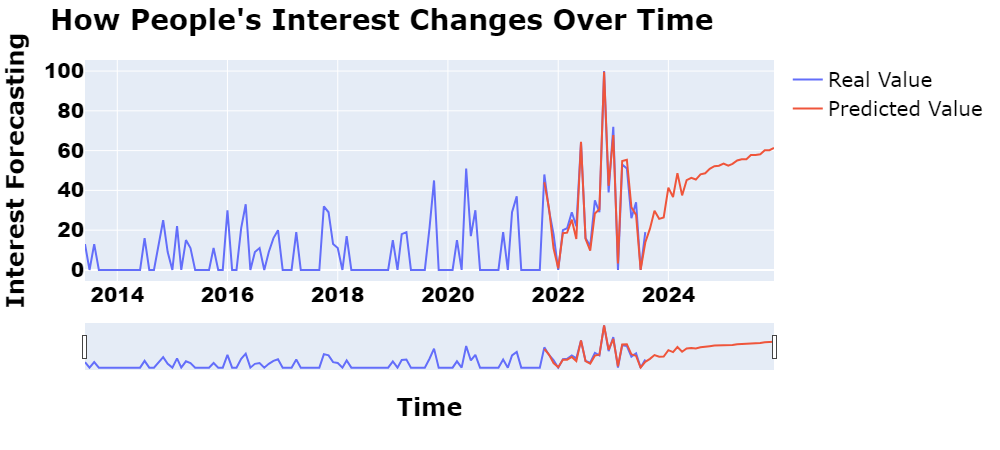 How People's Interest Changes Over Time
Interest Forecasting
100
80
60
40
20
0
2014 2016 2018 2020 2022 2024
Time
Real Value
Predicted Value